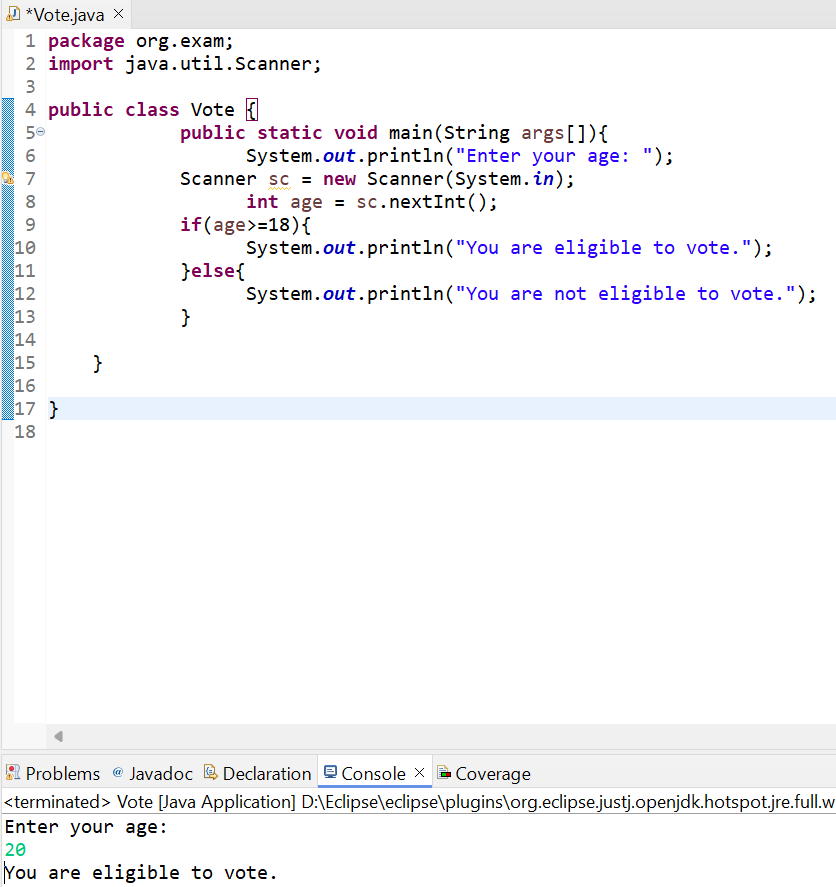 *Vote.java
1 package org.exam;
2 import java.util.Scanner;
3
4 public class Vote {
5 public static void main(String args[]){
6 System.out.println("Enter your age: ");
7 Scanner sc = new Scanner(System.in);
8 int age = sc.nextInt();
9 if(age>=18){
10 System.out.println("You are eligible to vote.");
11 }else{
12 System.out.println("You are not eligible to vote.");
13 }
14
15 }
16
17 }
18
Problems @ Javadoc Declaration Console Coverage
<terminated> Vote [Java Application] D:\Eclipse\eclipse\plugins\org.eclipse.justj.openjdk.hotspot.jre.full.w
Enter your age:
20
You are eligible to vote.